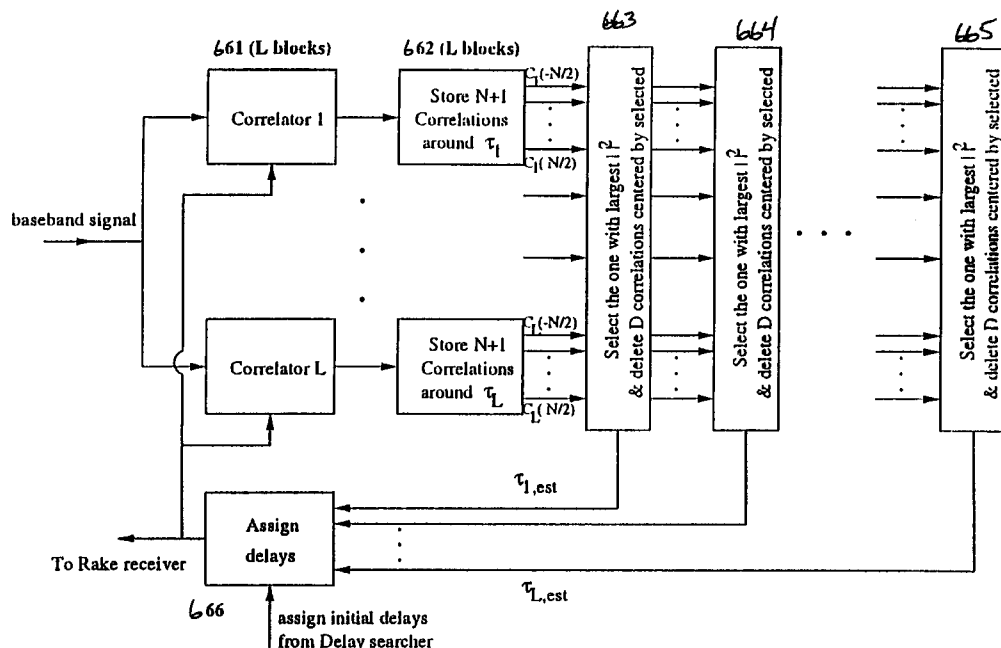 663
664
665
661 (L blocks)
662 (L blocks)
Correlator 1
Store N+1
Correlations
around τ1
C1(-N/2)
C1(N/2)
Select the one with largest | |²
& delete D correlations centered by selected
Select the one with largest | |²
& delete D correlations centered by selected
Select the one with largest | |²
& delete D correlations centered by selected
baseband signal
Correlator L
Store N+1
Correlations
around τL
CL(-N/2)
CL(N/2)
τ1,est
Assign
delays
To Rake receiver
τL,est
666
assign initial delays
from Delay searcher